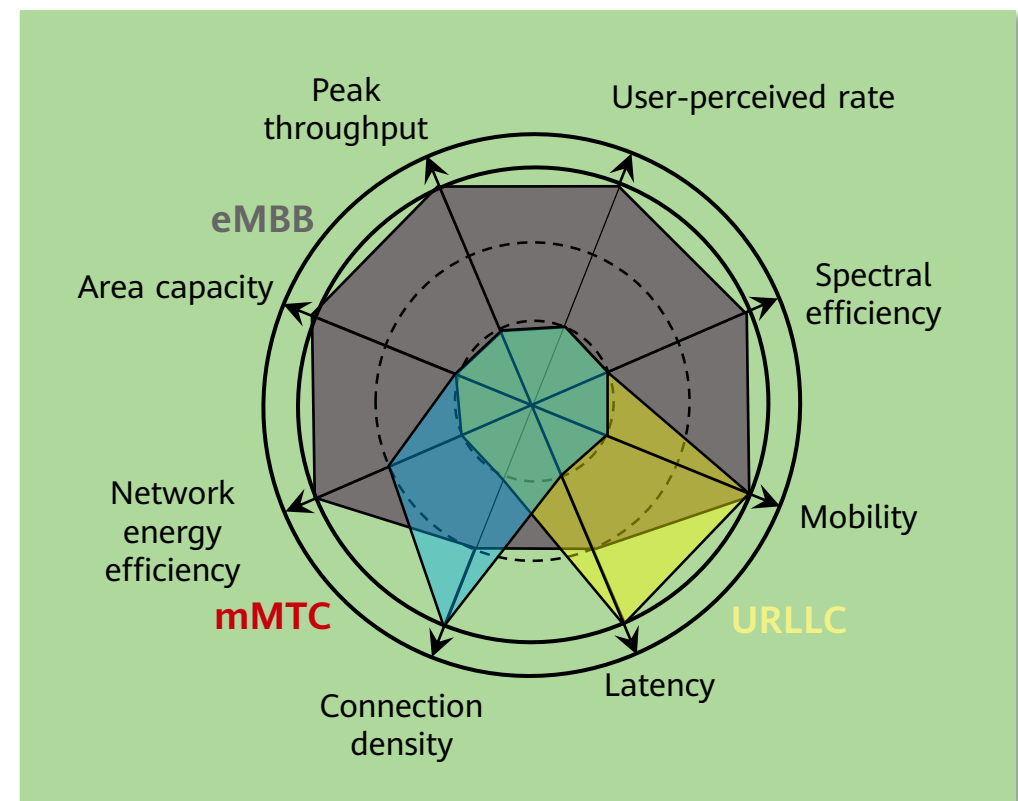 Peak
throughput
User-perceived rate
eMBB
Area capacity
Spectral
efficiency
Network
energy
efficiency
Mobility
mMTC
URLLC
Connection
density
Latency